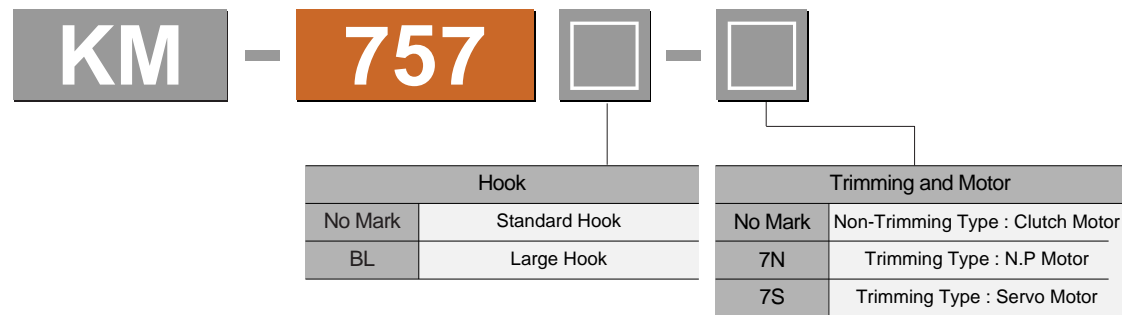 KM - 757 □ - □
Hook
No Mark Standard Hook
BL Large Hook
Trimming and Motor
No Mark Non-Trimming Type : Clutch Motor
7N Trimming Type : N.P Motor
7S Trimming Type : Servo Motor